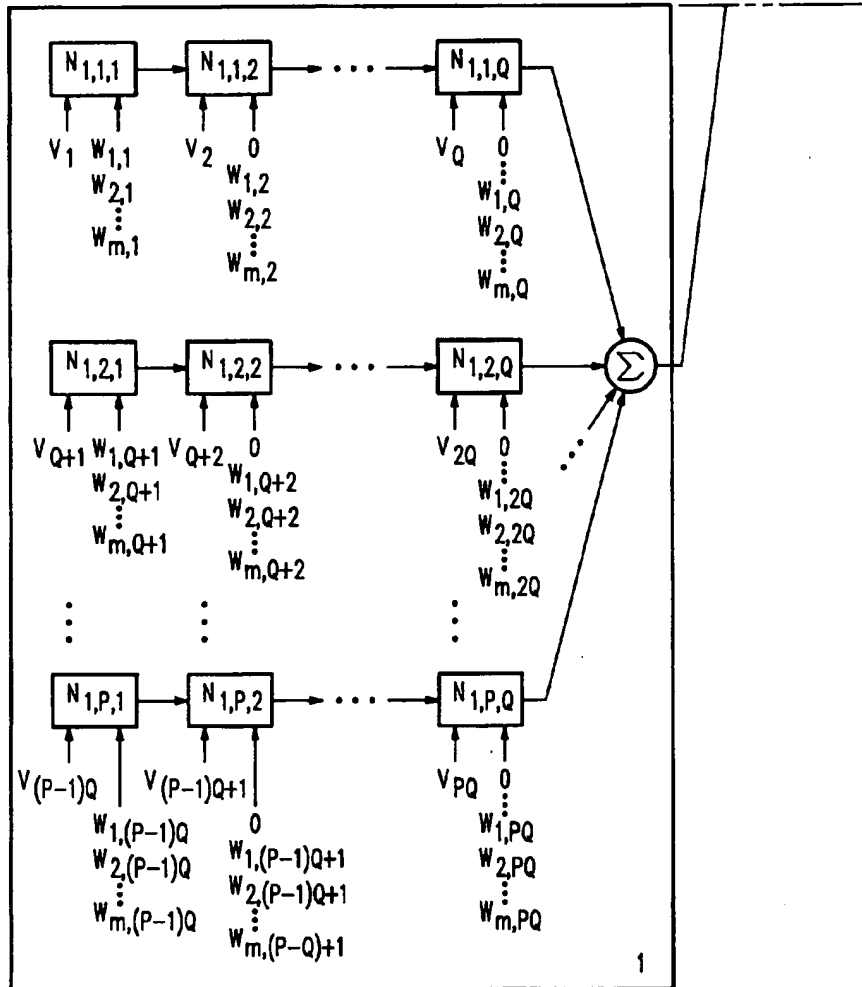 N1,1,1 N1,1,2 ... N1,1,Q
V1 W1,1 V2 0 VQ 0
W2,1 W1,2 W1,Q
Wm,1 W2,2 W2,Q
Wm,2 Wm,Q
N1,2,1 N1,2,2 ... N1,2,Q Σ
VQ+1 W1,Q+1 VQ+2 0 V2Q 0
W2,Q+1 W1,Q+2 W1,2Q
Wm,Q+1 W2,Q+2 W2,2Q
Wm,Q+2 Wm,2Q
N1,P,1 N1,P,2 ... N1,P,Q
V(P-1)Q V(P-1)Q+1 VPQ 0
W1,(P-1)Q 0 W1,PQ
W2,(P-1)Q W1,(P-1)Q+1 W2,PQ
Wm,(P-1)Q W2,(P-1)Q+1 Wm,PQ
Wm,(P-Q)+1
1